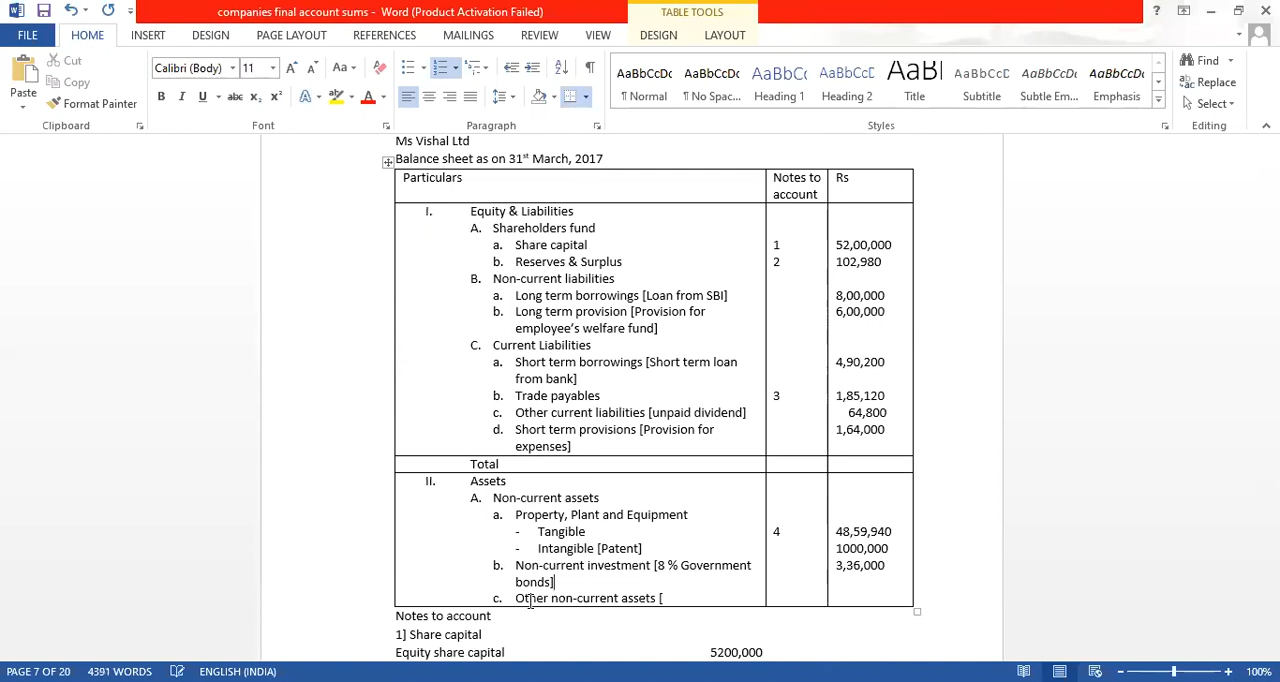 companies final account sums - Word (Product Activation Failed)
TABLE TOOLS
FILE
HOME
INSERT
DESIGN
PAGE LAYOUT
REFERENCES
MAILINGS
REVIEW
VIEW
DESIGN
LAYOUT
Paste
Cut
Copy
Format Painter
Clipboard
Calibri (Body)
11
Font
Paragraph
AaBbCcDc
¶ Normal
AaBbCcDc
¶ No Spac...
AaBbCc
Heading 1
AaBbCcC
Heading 2
AaBl
Title
AaBbCcC
Subtitle
AaBbCcDc
Subtle Em...
AaBbCcDc
Emphasis
Styles
Find
Replace
Select
Editing
Ms Vishal Ltd
Balance sheet as on 31st March, 2017
Particulars Notes to account Rs
I. Equity & Liabilities
A. Shareholders fund
a. Share capital 1 52,00,000
b. Reserves & Surplus 2 102,980
B. Non-current liabilities
a. Long term borrowings [Loan from SBI] 8,00,000
b. Long term provision [Provision for 6,00,000
employee's welfare fund]
C. Current Liabilities
a. Short term borrowings [Short term loan 4,90,200
from bank]
b. Trade payables 3 1,85,120
c. Other current liabilities [unpaid dividend] 64,800
d. Short term provisions [Provision for 1,64,000
expenses]
Total
II. Assets
A. Non-current assets
a. Property, Plant and Equipment
- Tangible 4 48,59,940
- Intangible [Patent] 1000,000
b. Non-current investment [8 % Government 3,36,000
bonds]
c. Other non-current assets [
Notes to account
1] Share capital
Equity share capital 5200,000
PAGE 7 OF 20
4391 WORDS
ENGLISH (INDIA)
100%